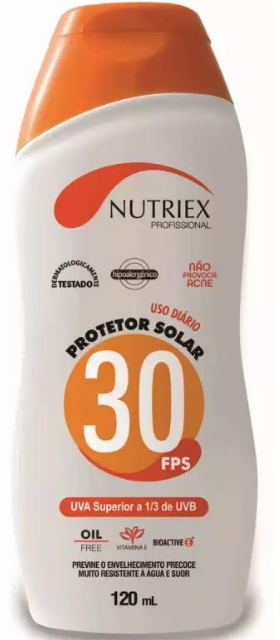 NUTRIEX
PROFISSIONAL
DERMATOLOGICAMENTE
TESTADO
hipoalergênico
NÃO
PROVOCA
ACNE
USO DIÁRIO
PROTETOR SOLAR
30
FPS
UVA Superior a 1/3 de UVB
OIL
FREE
VITAMINA E
BIOACTIVE E
PREVINE O ENVELHECIMENTO PRECOCE
MUITO RESISTENTE À ÁGUA E SUOR
120 mL